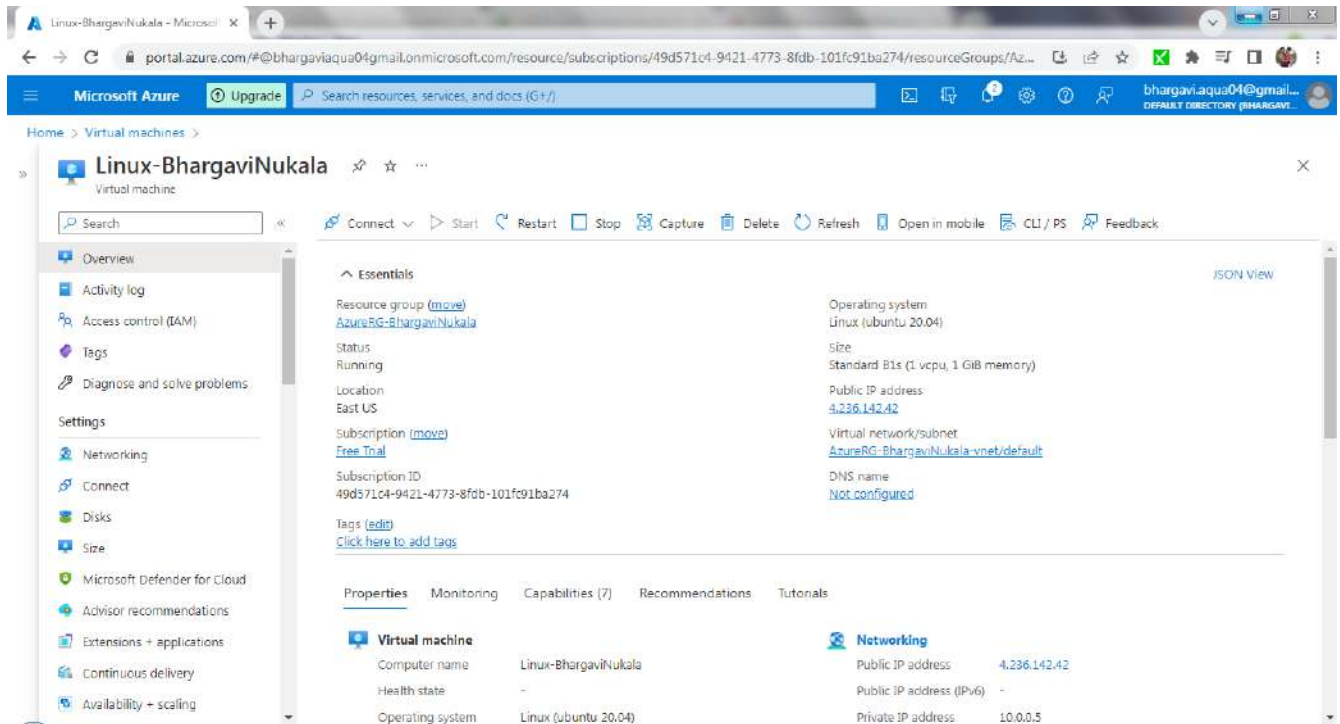 Linux-BhargaviNukala - Microsof
portal.azure.com/#@bhargaviaqua04gmail.onmicrosoft.com/resource/subscriptions/49d571c4-9421-4773-8fdb-101fc91ba274/resourceGroups/Az...
Microsoft Azure
Upgrade
Search resources, services, and docs (G+/)
2
bhargavi.aqua04@gmail...
DEFAULT DIRECTORY (BHARGAVI...
Home > Virtual machines >
Linux-BhargaviNukala
Virtual machine
Search
Connect Start Restart Stop Capture Delete Refresh Open in mobile CLI / PS Feedback
Overview
Activity log
Access control (IAM)
Tags
Diagnose and solve problems
Settings
Networking
Connect
Disks
Size
Microsoft Defender for Cloud
Advisor recommendations
Extensions + applications
Continuous delivery
Availability + scaling
Essentials
JSON View
Resource group (move)
AzureRG-BhargaviNukala
Status
Running
Location
East US
Subscription (move)
Free Trial
Subscription ID
49d571c4-9421-4773-8fdb-101fc91ba274
Tags (edit)
Click here to add tags
Operating system
Linux (ubuntu 20.04)
Size
Standard B1s (1 vcpu, 1 GiB memory)
Public IP address
4.236.142.42
Virtual network/subnet
AzureRG-BhargaviNukala-vnet/default
DNS name
Not configured
Properties Monitoring Capabilities (7) Recommendations Tutorials
Virtual machine
Computer name Linux-BhargaviNukala
Health state -
Operating system Linux (ubuntu 20.04)
Networking
Public IP address 4.236.142.42
Public IP address (IPv6) -
Private IP address 10.0.0.5